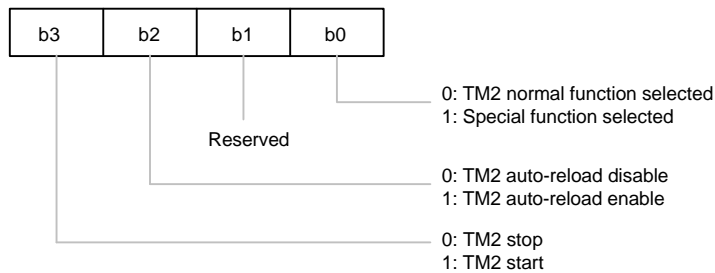 b3 b2 b1 b0
0: TM2 normal function selected
1: Special function selected
Reserved
0: TM2 auto-reload disable
1: TM2 auto-reload enable
0: TM2 stop
1: TM2 start